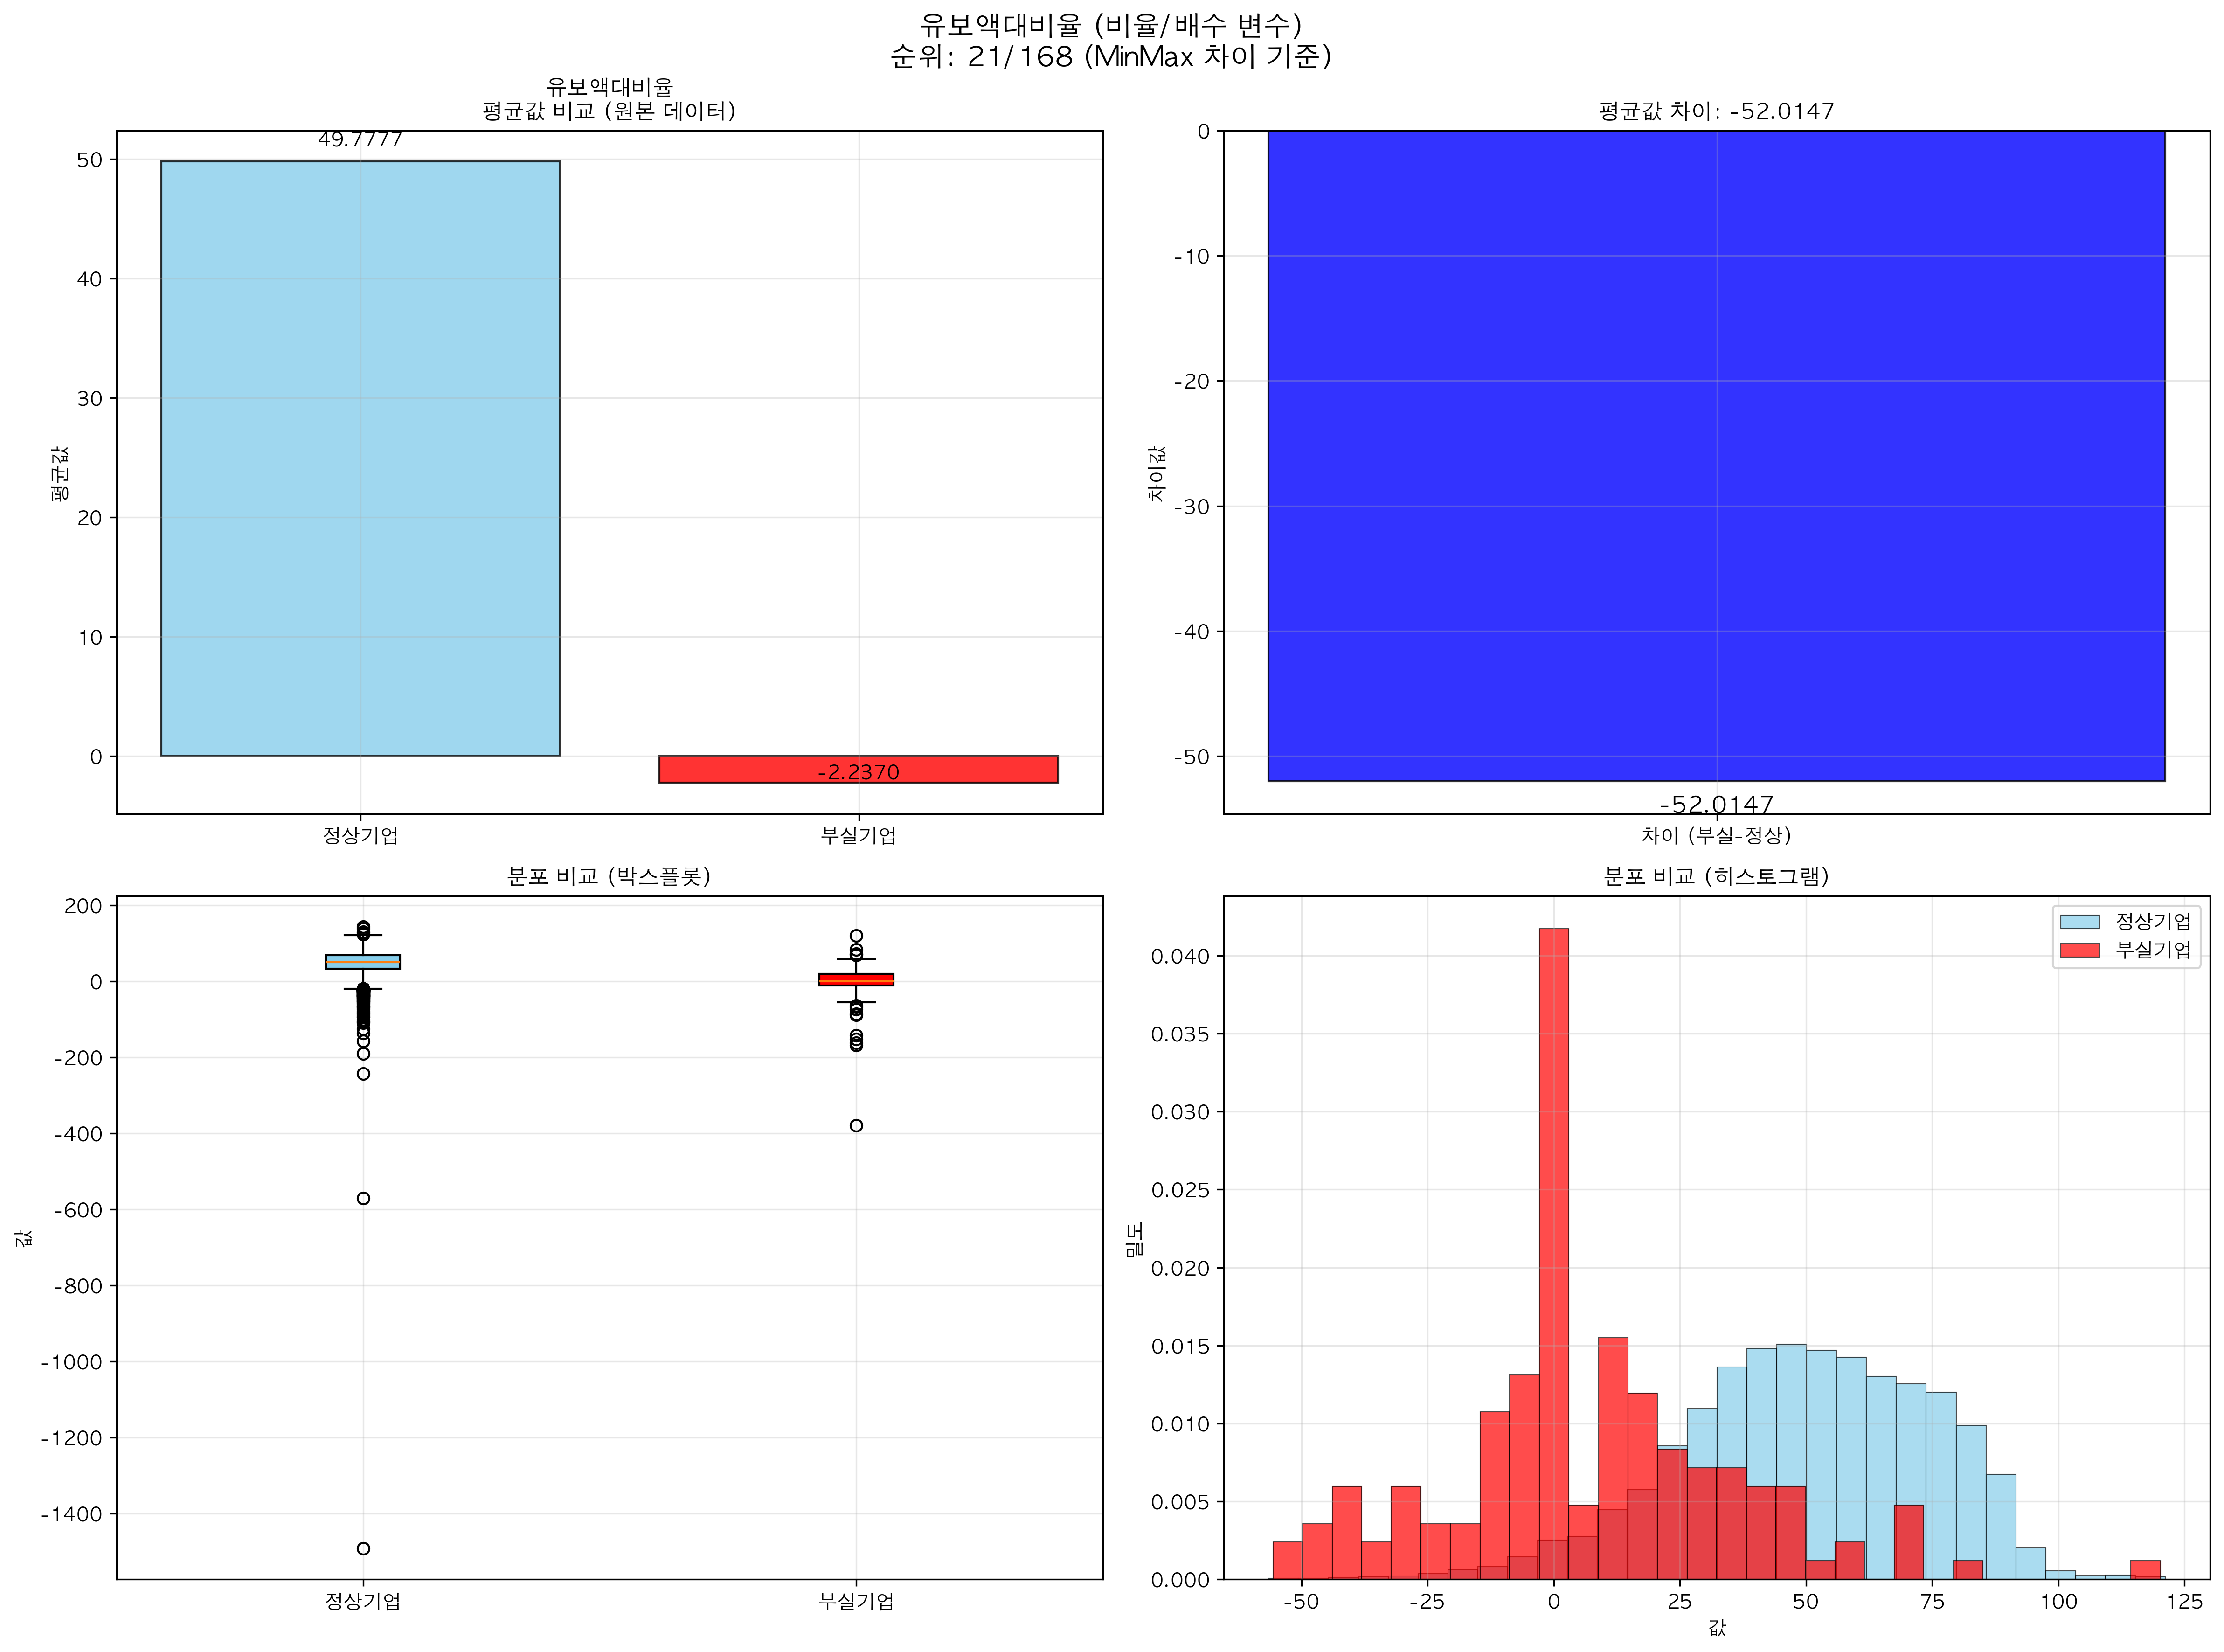 유보액대비율 (비율/배수 변수)
순위: 21/168 (MinMax 차이 기준)
유보액대비율
평균값 비교 (원본 데이터)
49.7777
50
40
30
20
10
0
평균값
-2.2370
정상기업
부실기업
평균값 차이: -52.0147
0
-10
-20
-30
-40
-50
차이값
-52.0147
차이 (부실-정상)
분포 비교 (박스플롯)
200
0
-200
-400
-600
-800
-1000
-1200
-1400
값
정상기업
부실기업
분포 비교 (히스토그램)
정상기업
부실기업
0.040
0.035
0.030
0.025
0.020
0.015
0.010
0.005
0.000
밀도
-50
-25
0
25
50
75
100
125
값